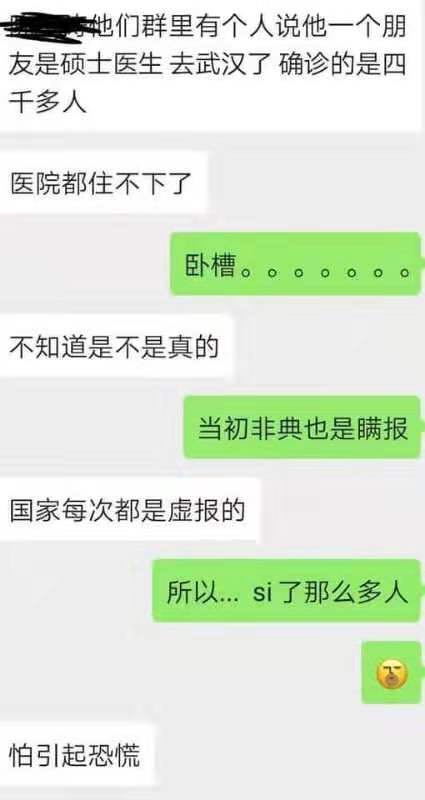 他们群里有个人说他一个朋
友是硕士医生 去武汉了 确诊的是四
千多人
医院都住不下了
卧槽。。。。。。。
不知道是不是真的
当初非典也是瞒报
国家每次都是虚报的
所以... si了那么多人
怕引起恐慌